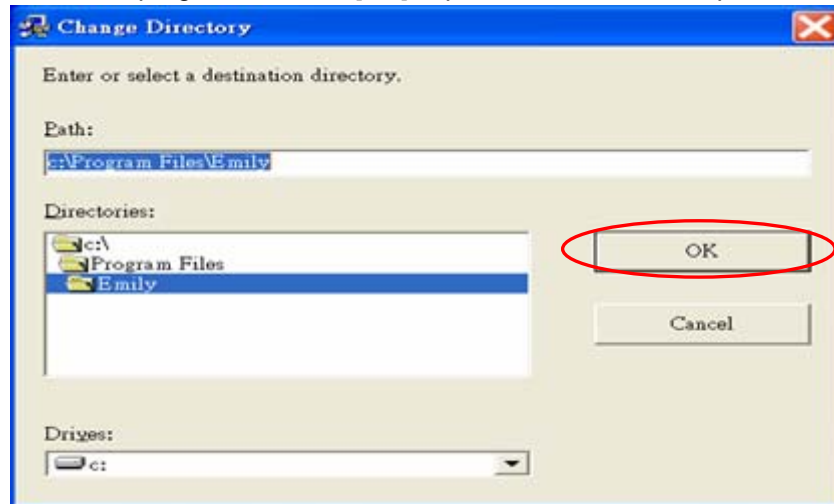 Change Directory
Enter or select a destination directory.
Path:
c:\Program Files\Emily
Directories:
c:\
Program Files
Emily
OK
Cancel
Drives:
c: